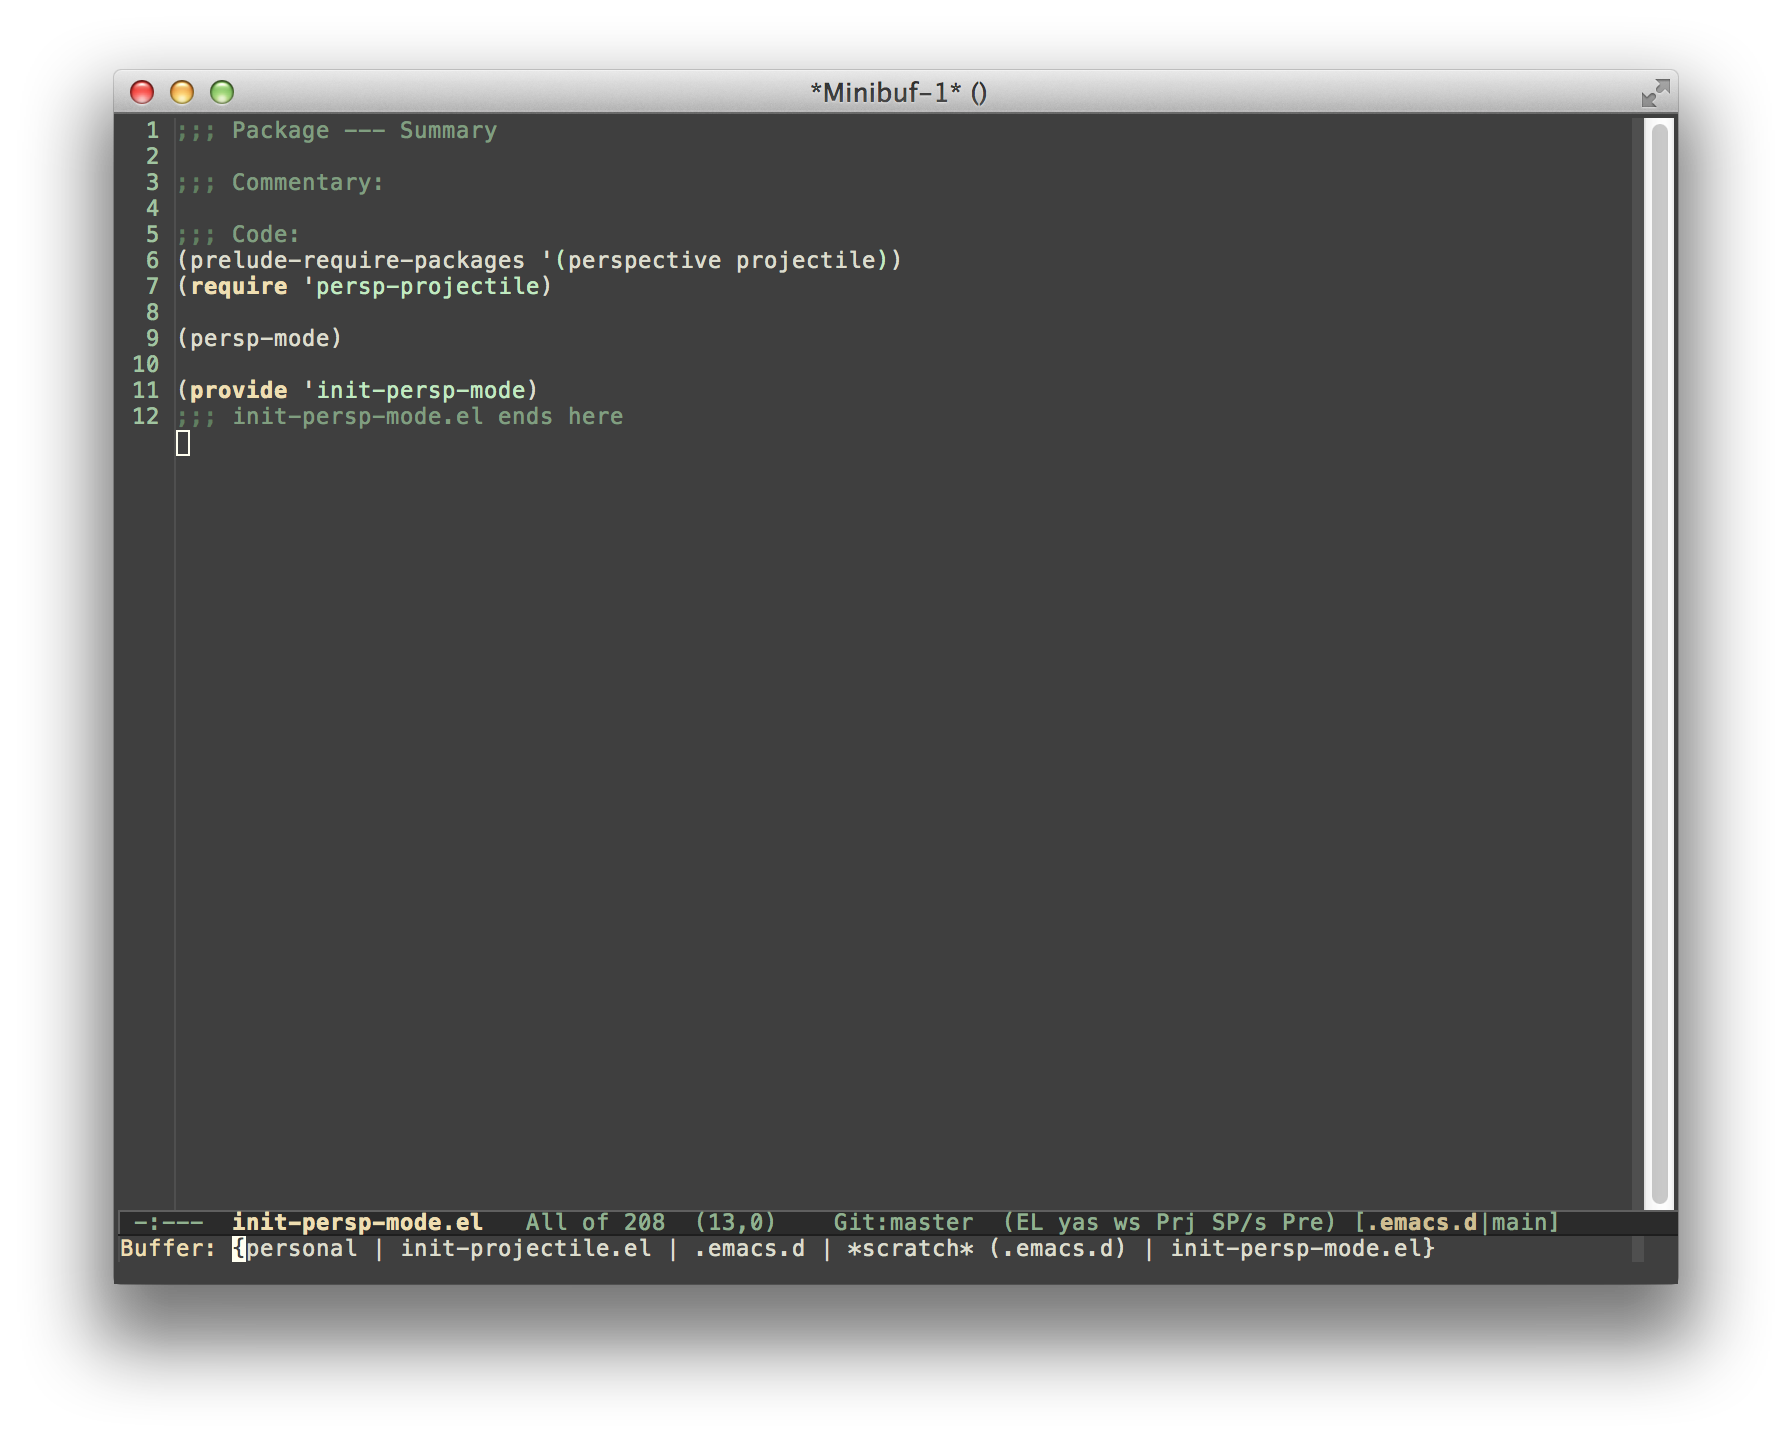 *Minibuf-1* ()
1 ;;; Package --- Summary
2
3 ;;; Commentary:
4
5 ;;; Code:
6 (prelude-require-packages '(perspective projectile))
7 (require 'persp-projectile)
8
9 (persp-mode)
10
11 (provide 'init-persp-mode)
12 ;;; init-persp-mode.el ends here
-:--- init-persp-mode.el All of 208 (13,0) Git:master (EL yas ws Prj SP/s Pre) [.emacs.d|main]
Buffer: {personal | init-projectile.el | .emacs.d | *scratch* (.emacs.d) | init-persp-mode.el}